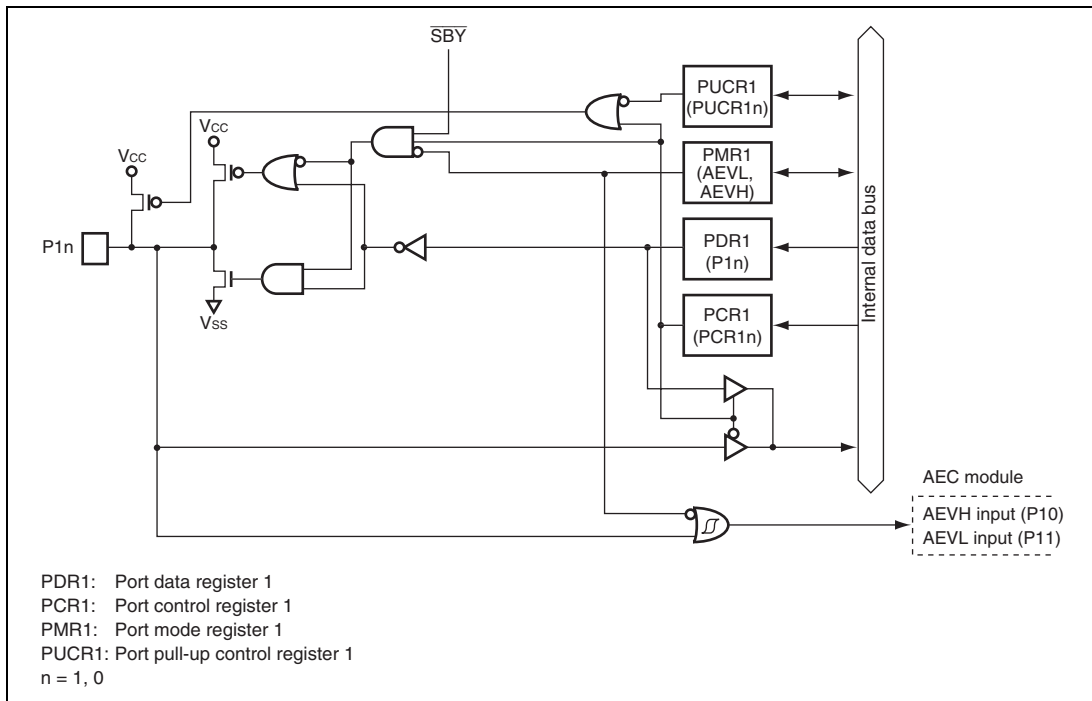 SBY
PUCR1
(PUCR1n)
VCC
VCC
PMR1
(AEVL,
AEVH)
P1n
PDR1
(P1n)
Internal data bus
VSS
PCR1
(PCR1n)
AEC module
AEVH input (P10)
AEVL input (P11)
PDR1: Port data register 1
PCR1: Port control register 1
PMR1: Port mode register 1
PUCR1: Port pull-up control register 1
n = 1, 0